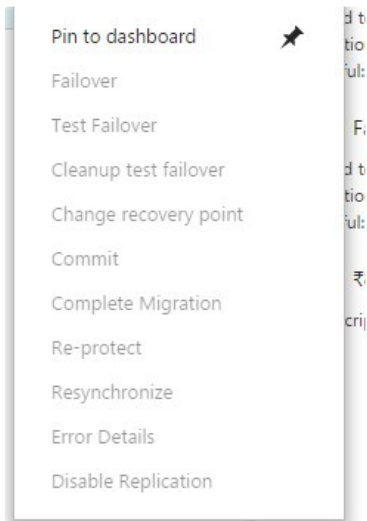 Pin to dashboard
Failover
Test Failover
Cleanup test failover
Change recovery point
Commit
Complete Migration
Re-protect
Resynchronize
Error Details
Disable Replication